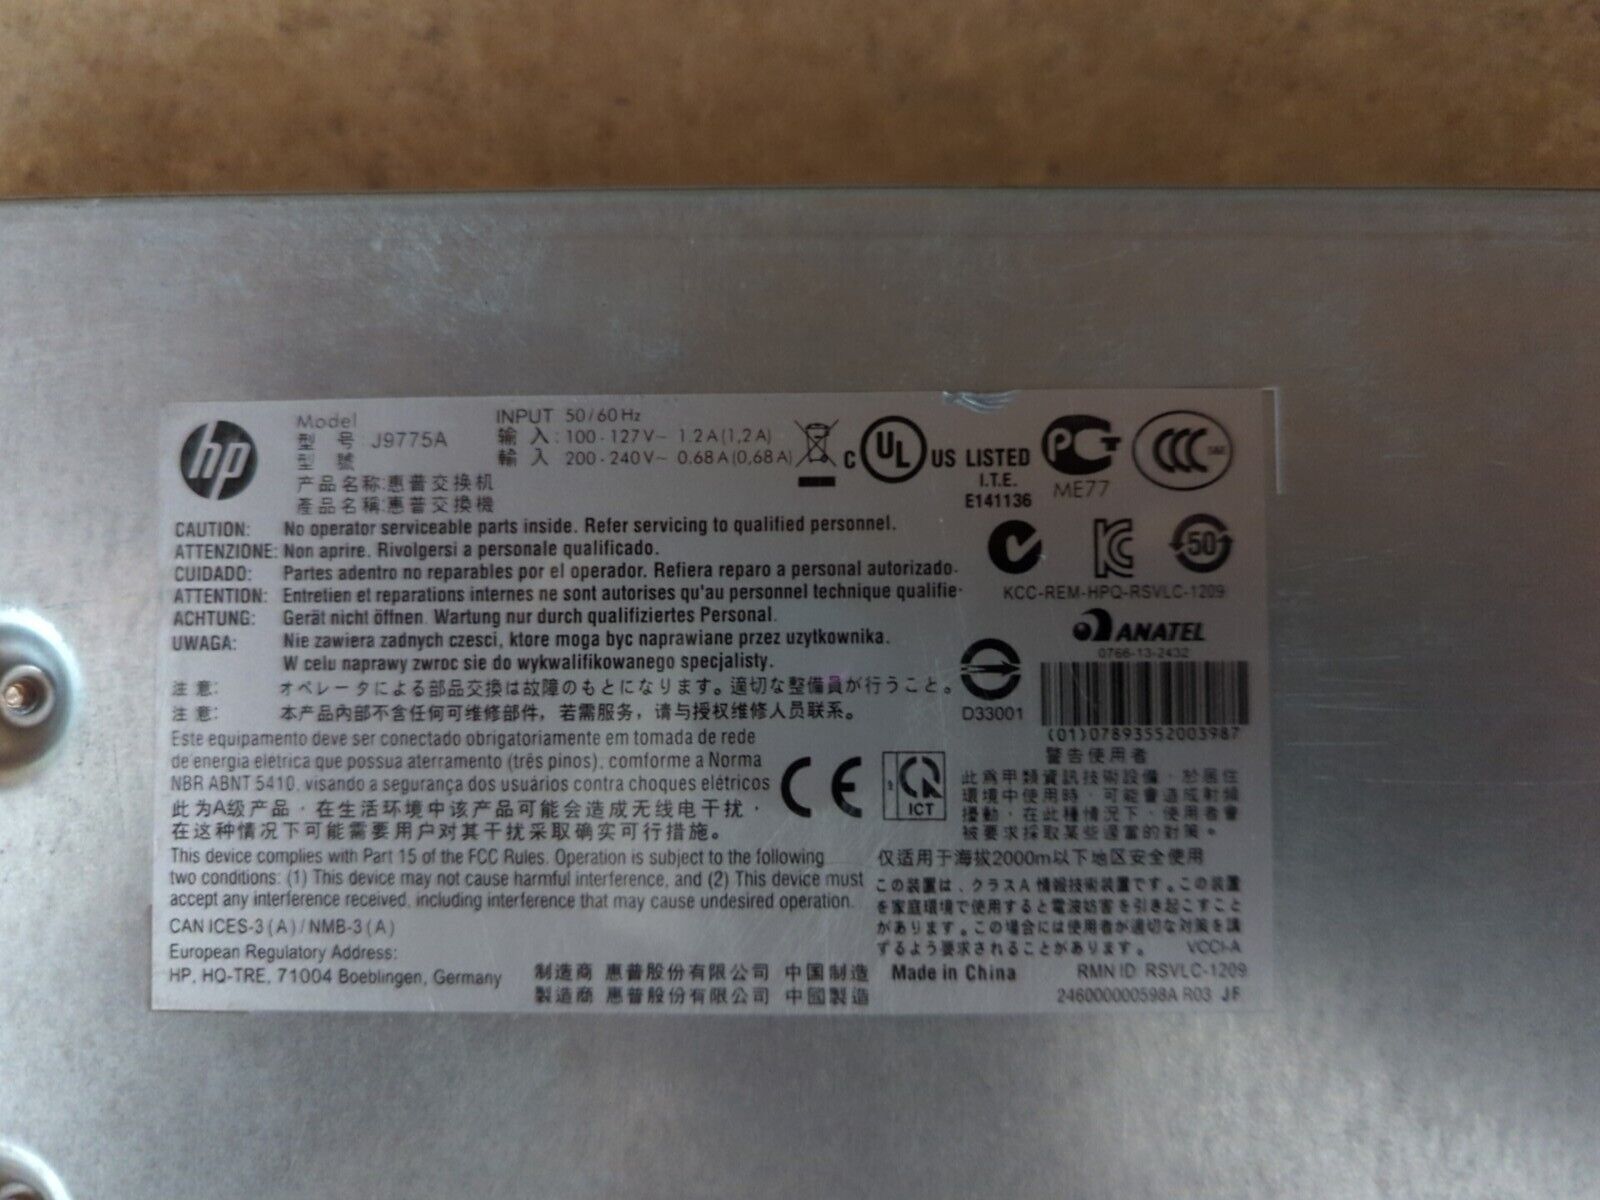 hp
Model
型 号 J9775A
型 號
产品名称:惠普交换机
產品名稱:惠普交換機
INPUT 50/60Hz
输 入: 100-127V~ 1.2A(1,2A)
輸 入 200-240V~ 0.68A(0,68A)
C UL US LISTED
I.T.E.
E141136
PC
ME77
CCC
CAUTION: No operator serviceable parts inside. Refer servicing to qualified personnel.
ATTENZIONE: Non aprire. Rivolgersi a personale qualificado.
CUIDADO: Partes adentro no reparables por el operador. Refiera reparo a personal autorizado.
ATTENTION: Entretien et reparations internes ne sont autorises qu'au personnel technique qualifie.
ACHTUNG: Gerät nicht öffnen. Wartung nur durch qualifiziertes Personal.
UWAGA: Nie zawiera zadnych czesci, ktore moga byc naprawiane przez uzytkownika.
W celu naprawy zwroc sie do wykwalifikowanego specjalisty.
注 意: オペレータによる部品交換は故障のもとになります。適切な整備員が行うこと。
注 意: 本产品内部不含任何可维修部件，若需服务，请与授权维修人员联系。
50
KCC-REM-HPQ-RSVLC-1209
ANATEL
0766-13-2432
(01)07893552003987
D33001
Este equipamento deve ser conectado obrigatoriamente em tomada de rede
de energia elétrica que possua aterramento (três pinos), comforme a Norma
NBR ABNT 5410, visando a segurança dos usuários contra choques elétricos
此为A级产品，在生活环境中该产品可能会造成无线电干扰，
在这种情况下可能需要用户对其干扰采取确实可行措施。
CE
ICT
警告使用者
此為甲類資訊技術設備，於居住
環境中使用時，可能會造成射頻
擾動，在此種情況下，使用者會
被要求採取某些適當的對策。
This device complies with Part 15 of the FCC Rules. Operation is subject to the following
two conditions: (1) This device may not cause harmful interference, and (2) This device must
accept any interference received, including interference that may cause undesired operation.
CAN ICES-3(A)/NMB-3(A)
European Regulatory Address:
HP, HQ-TRE, 71004 Boeblingen, Germany
仅适用于海拔2000m以下地区安全使用
この装置は、クラスA情報技術装置です。この装置
を家庭環境で使用すると電波妨害を引き起こすこと
があります。この場合には使用者が適切な対策を講
ずるよう要求されることがあります。 VCCI-A
制造商 惠普股份有限公司 中国制造
製造商 惠普股份有限公司 中國製造
Made in China
RMN ID: RSVLC-1209
246000000598A R03 JF